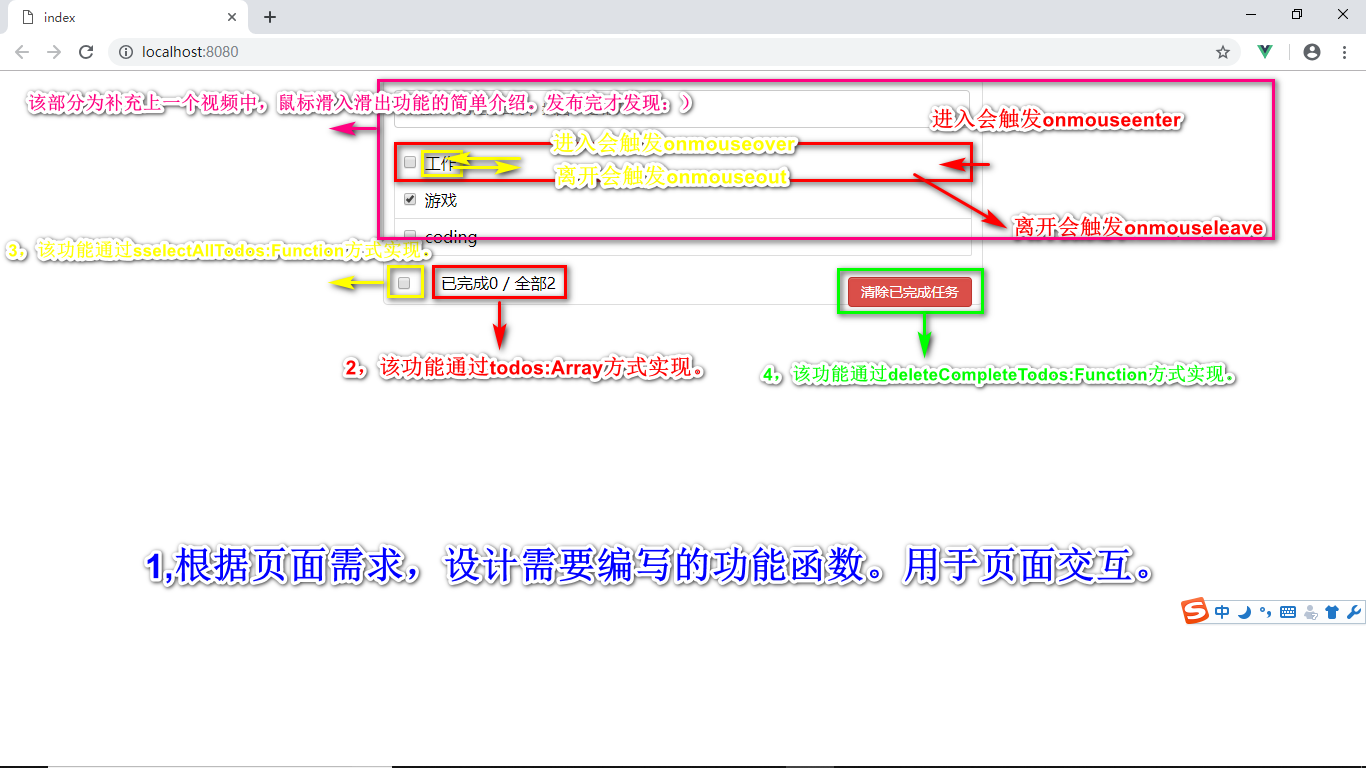 index
localhost:8080
该部分为补充上一个视频中，鼠标滑入滑出功能的简单介绍。发布完才发现：）
进入会触发onmouseenter
进入会触发onmouseover
工作
离开会触发onmouseout
游戏
离开会触发onmouseleave
coding
3，该功能通过sselectAllTodos:Function方式实现。
已完成0 / 全部2
清除已完成任务
2，该功能通过todos:Array方式实现。
4，该功能通过deleteCompleteTodos:Function方式实现。
1,根据页面需求，设计需要编写的功能函数。用于页面交互。
中